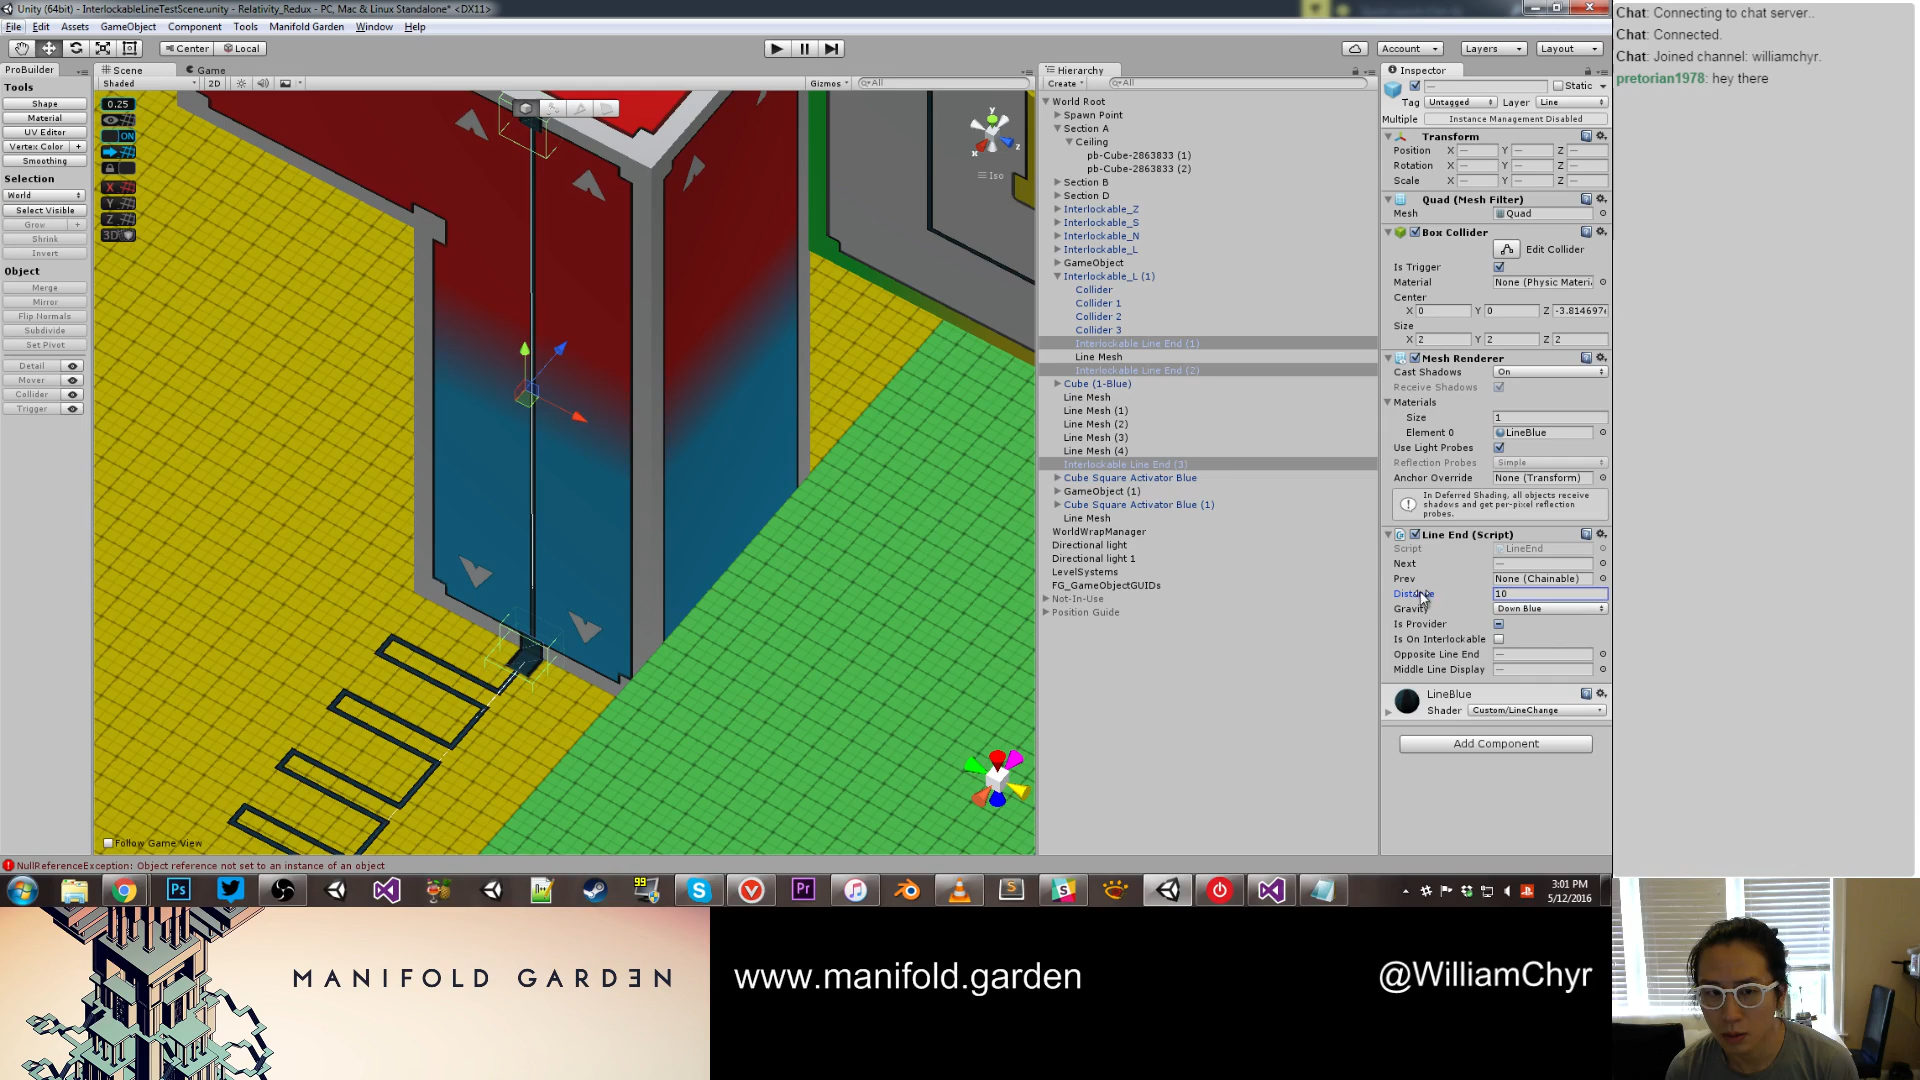 Unity (64bit) - InterlockableLineTestScene.unity - Relativity_Redux - PC, Mac & Linux Standalone* <DX11>
File Edit Assets GameObject Component Tools Manifold Garden Window Help
Center Local Account Layers Layout
ProBuilder
Tools
Shape
Material
UV Editor
Vertex Color +
Smoothing
Selection
World
Select Visible
Grow +
Shrink
Invert
Object
Merge
Mirror
Flip Normals
Subdivide
Set Pivot
Detail
Mover
Collider
Trigger
Scene Game
Shaded 2D Gizmos All
0.25
ON
X
Y
Z
3D
y
x
z
Iso
Follow Game View
NullReferenceException: Object reference not set to an instance of an object
Hierarchy
Create All
World Root
Spawn Point
Section A
Ceiling
pb-Cube-2863833 (1)
pb-Cube-2863833 (2)
Section B
Section D
Interlockable_Z
Interlockable_S
Interlockable_N
Interlockable_L
GameObject
Interlockable_L (1)
Collider
Collider 1
Collider 2
Collider 3
Interlockable Line End (1)
Line Mesh
Interlockable Line End (2)
Cube (1-Blue)
Line Mesh
Line Mesh (1)
Line Mesh (2)
Line Mesh (3)
Line Mesh (4)
Interlockable Line End (3)
Cube Square Activator Blue
GameObject (1)
Cube Square Activator Blue (1)
Line Mesh
WorldWrapManager
Directional light
Directional light 1
LevelSystems
FG_GameObjectGUIDs
Not-In-Use
Position Guide
Inspector
— Static
Tag Untagged Layer Line
Multiple Instance Management Disabled
Transform
Position X — Y — Z —
Rotation X — Y — Z —
Scale X — Y — Z —
Quad (Mesh Filter)
Mesh Quad
Box Collider
Edit Collider
Is Trigger
Material None (Physic Materi
Center
X 0 Y 0 Z -3.814697
Size
X 2 Y 2 Z 2
Mesh Renderer
Cast Shadows On
Receive Shadows
Materials
Size 1
Element 0 LineBlue
Use Light Probes
Reflection Probes Simple
Anchor Override None (Transform)
In Deferred Shading, all objects receive
shadows and get per-pixel reflection
probes.
Line End (Script)
Script LineEnd
Next —
Prev None (Chainable)
Distance 10
Gravity Down Blue
Is Provider
Is On Interlockable
Opposite Line End —
Middle Line Display —
LineBlue
Shader Custom/LineChange
Add Component
Chat: Connecting to chat server..
Chat: Connected.
Chat: Joined channel: williamchyr.
pretorian1978: hey there
Ps 99 Pr
3:01 PM
5/12/2016
MANIFOLD GARDƎN
www.manifold.garden
@WilliamChyr